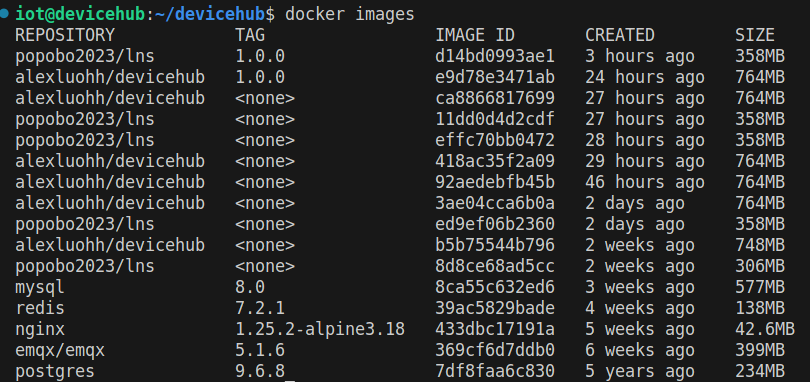 iot@devicehub:~/devicehub$ docker images
REPOSITORY TAG IMAGE ID CREATED SIZE
popobo2023/lns 1.0.0 d14bd0993ae1 3 hours ago 358MB
alexluohh/devicehub 1.0.0 e9d78e3471ab 24 hours ago 764MB
alexluohh/devicehub <none> ca8866817699 27 hours ago 764MB
popobo2023/lns <none> 11dd0d4d2cdf 27 hours ago 358MB
popobo2023/lns <none> effc70bb0472 28 hours ago 358MB
alexluohh/devicehub <none> 418ac35f2a09 29 hours ago 764MB
alexluohh/devicehub <none> 92aedebfb45b 46 hours ago 764MB
alexluohh/devicehub <none> 3ae04cca6b0a 2 days ago 764MB
popobo2023/lns <none> ed9ef06b2360 2 days ago 358MB
alexluohh/devicehub <none> b5b75544b796 2 weeks ago 748MB
popobo2023/lns <none> 8d8ce68ad5cc 2 weeks ago 306MB
mysql 8.0 8ca55c632ed6 3 weeks ago 577MB
redis 7.2.1 39ac5829bade 4 weeks ago 138MB
nginx 1.25.2-alpine3.18 433dbc17191a 5 weeks ago 42.6MB
emqx/emqx 5.1.6 369cf6d7ddb0 6 weeks ago 399MB
postgres 9.6.8 7df8faa6c830 5 years ago 234MB